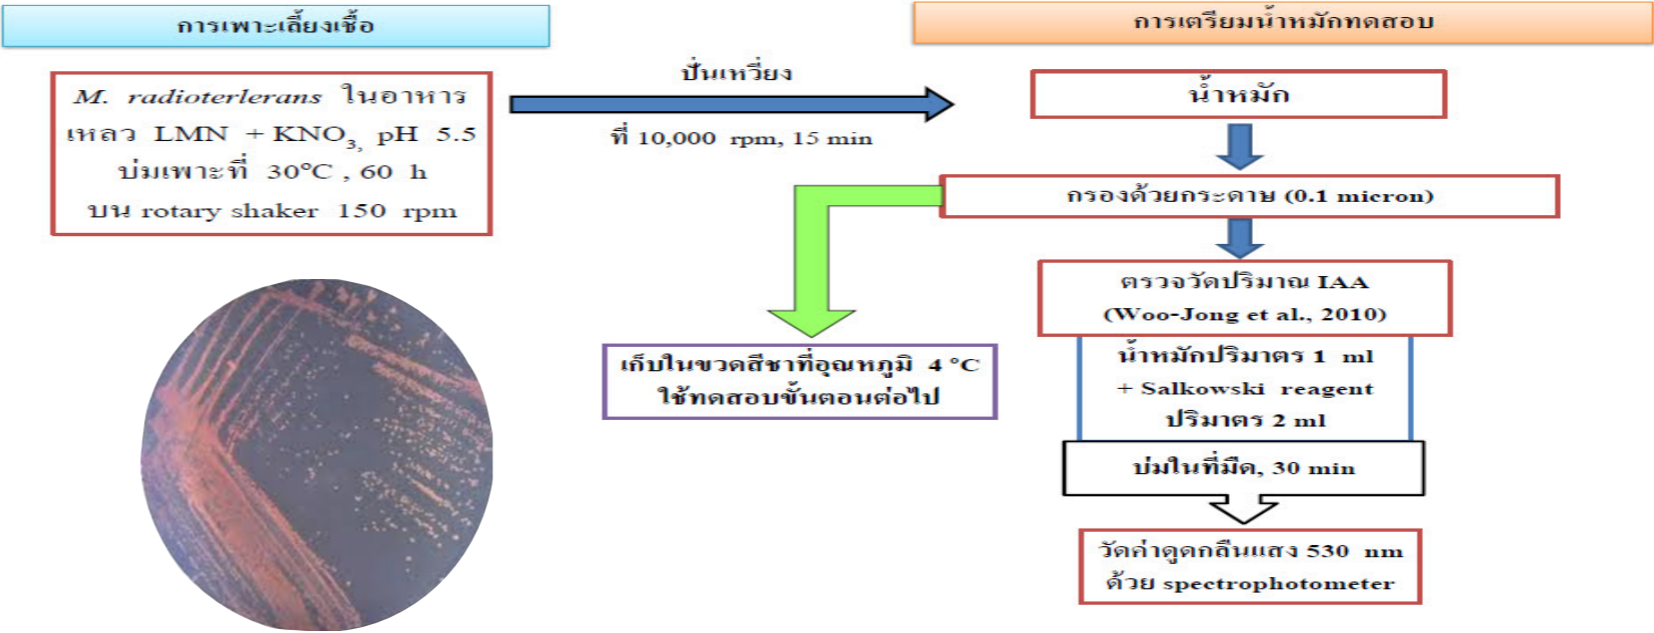 การเพาะเลี้ยงเชื้อ
M. radioterlerans ในอาหาร
เหลว LMN + KNO3, pH 5.5
บ่มเพาะที่ 30°C , 60 h
บน rotary shaker 150 rpm
ปั่นเหวี่ยง
ที่ 10,000 rpm, 15 min
การเตรียมน้ำหมักทดสอบ
น้ำหมัก
กรองด้วยกระดาษ (0.1 micron)
เก็บในขวดสีชาที่อุณหภูมิ 4 °C
ใช้ทดสอบขั้นตอนต่อไป
ตรวจวัดปริมาณ IAA
(Woo-Jong et al., 2010)
น้ำหมักปริมาตร 1 ml
+ Salkowski reagent
ปริมาตร 2 ml
บ่มในที่มืด, 30 min
วัดค่าดูดกลืนแสง 530 nm
ด้วย spectrophotometer